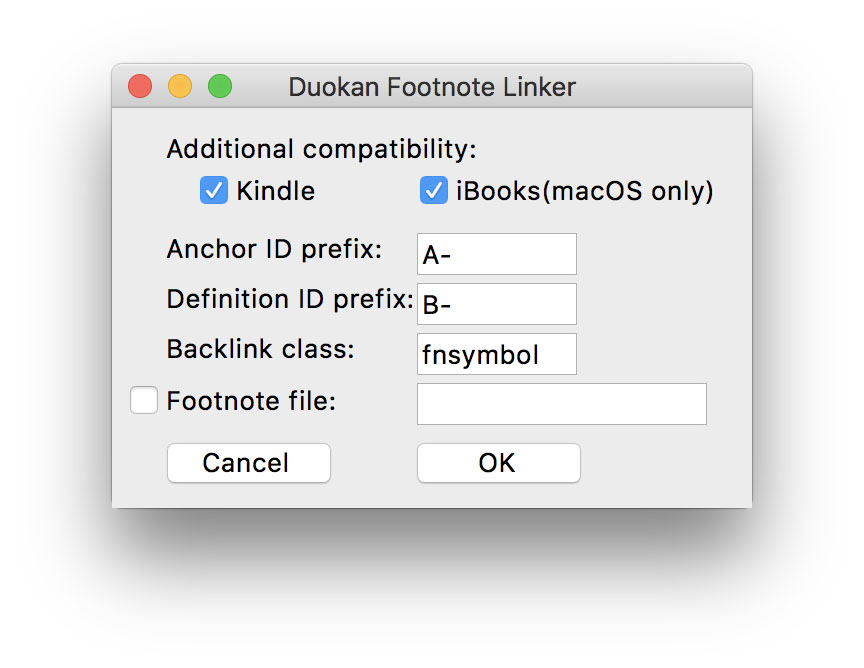 Duokan Footnote Linker
Additional compatibility:
Kindle iBooks(macOS only)
Anchor ID prefix: A-
Definition ID prefix: B-
Backlink class: fnsymbol
Footnote file:
Cancel OK